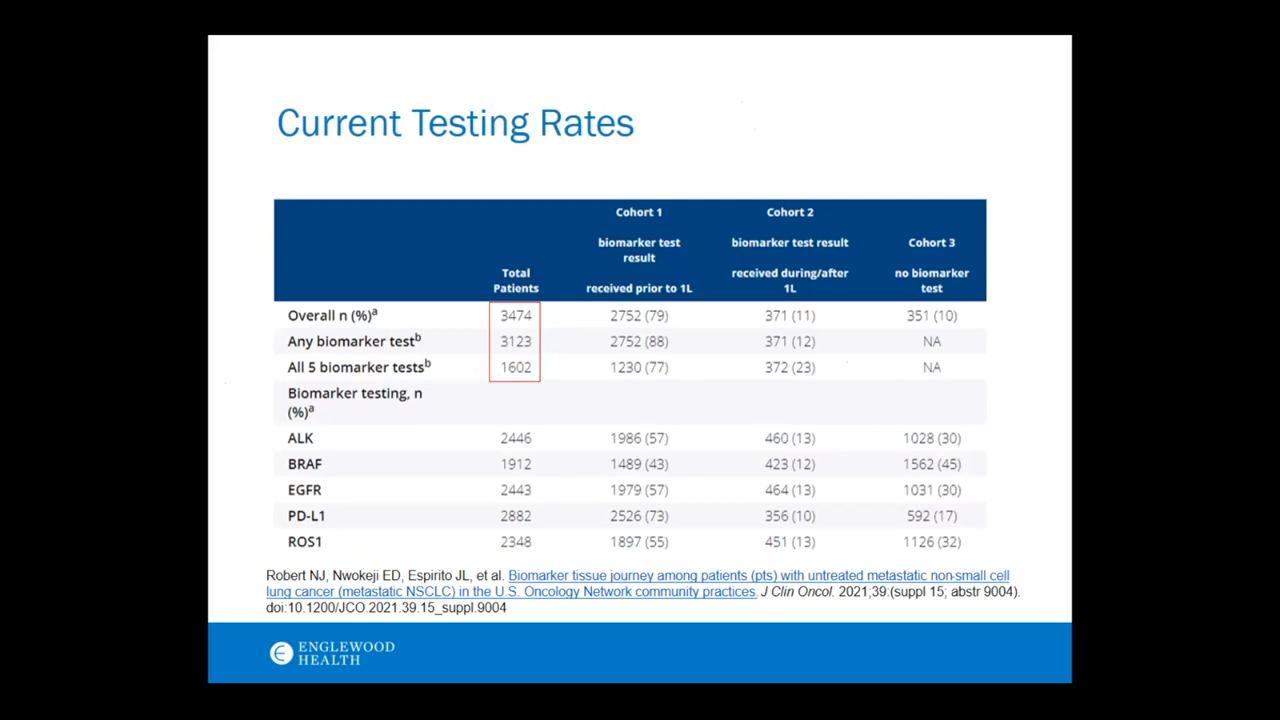 Current Testing Rates
Total Patients
Cohort 1 biomarker test result received prior to 1L
Cohort 2 biomarker test result received during/after 1L
Cohort 3 no biomarker test
Overall n (%)a 3474 2752 (79) 371 (11) 351 (10)
Any biomarker testb 3123 2752 (88) 371 (12) NA
All 5 biomarker testsb 1602 1230 (77) 372 (23) NA
Biomarker testing, n (%)a
ALK 2446 1986 (57) 460 (13) 1028 (30)
BRAF 1912 1489 (43) 423 (12) 1562 (45)
EGFR 2443 1979 (57) 464 (13) 1031 (30)
PD-L1 2882 2526 (73) 356 (10) 592 (17)
ROS1 2348 1897 (55) 451 (13) 1126 (32)
Robert NJ, Nwokeji ED, Espirito JL, et al. Biomarker tissue journey among patients (pts) with untreated metastatic non-small cell
lung cancer (metastatic NSCLC) in the U.S. Oncology Network community practices. J Clin Oncol. 2021;39:(suppl 15; abstr 9004).
doi:10.1200/JCO.2021.39.15_suppl.9004
ENGLEWOOD
HEALTH